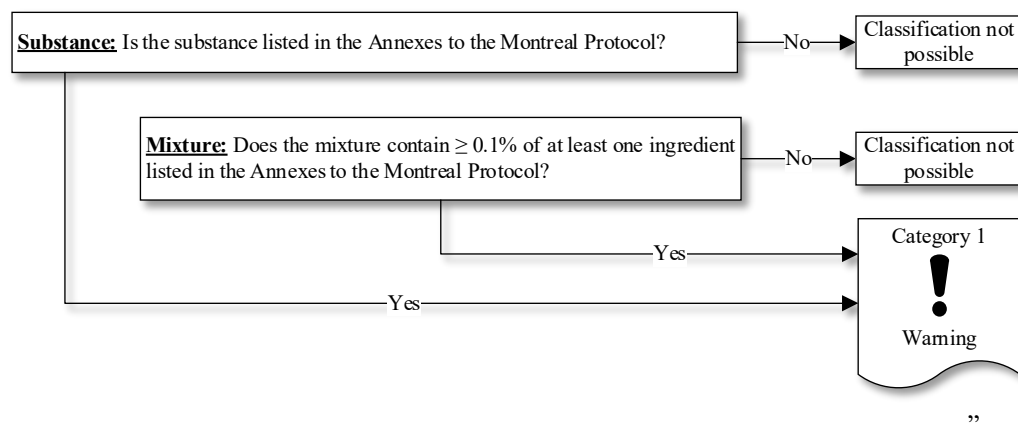 Substance: Is the substance listed in the Annexes to the Montreal Protocol?
No
Classification not
possible
Mixture: Does the mixture contain ≥ 0.1% of at least one ingredient
listed in the Annexes to the Montreal Protocol?
No
Classification not
possible
Yes
Category 1
Yes
Warning
”